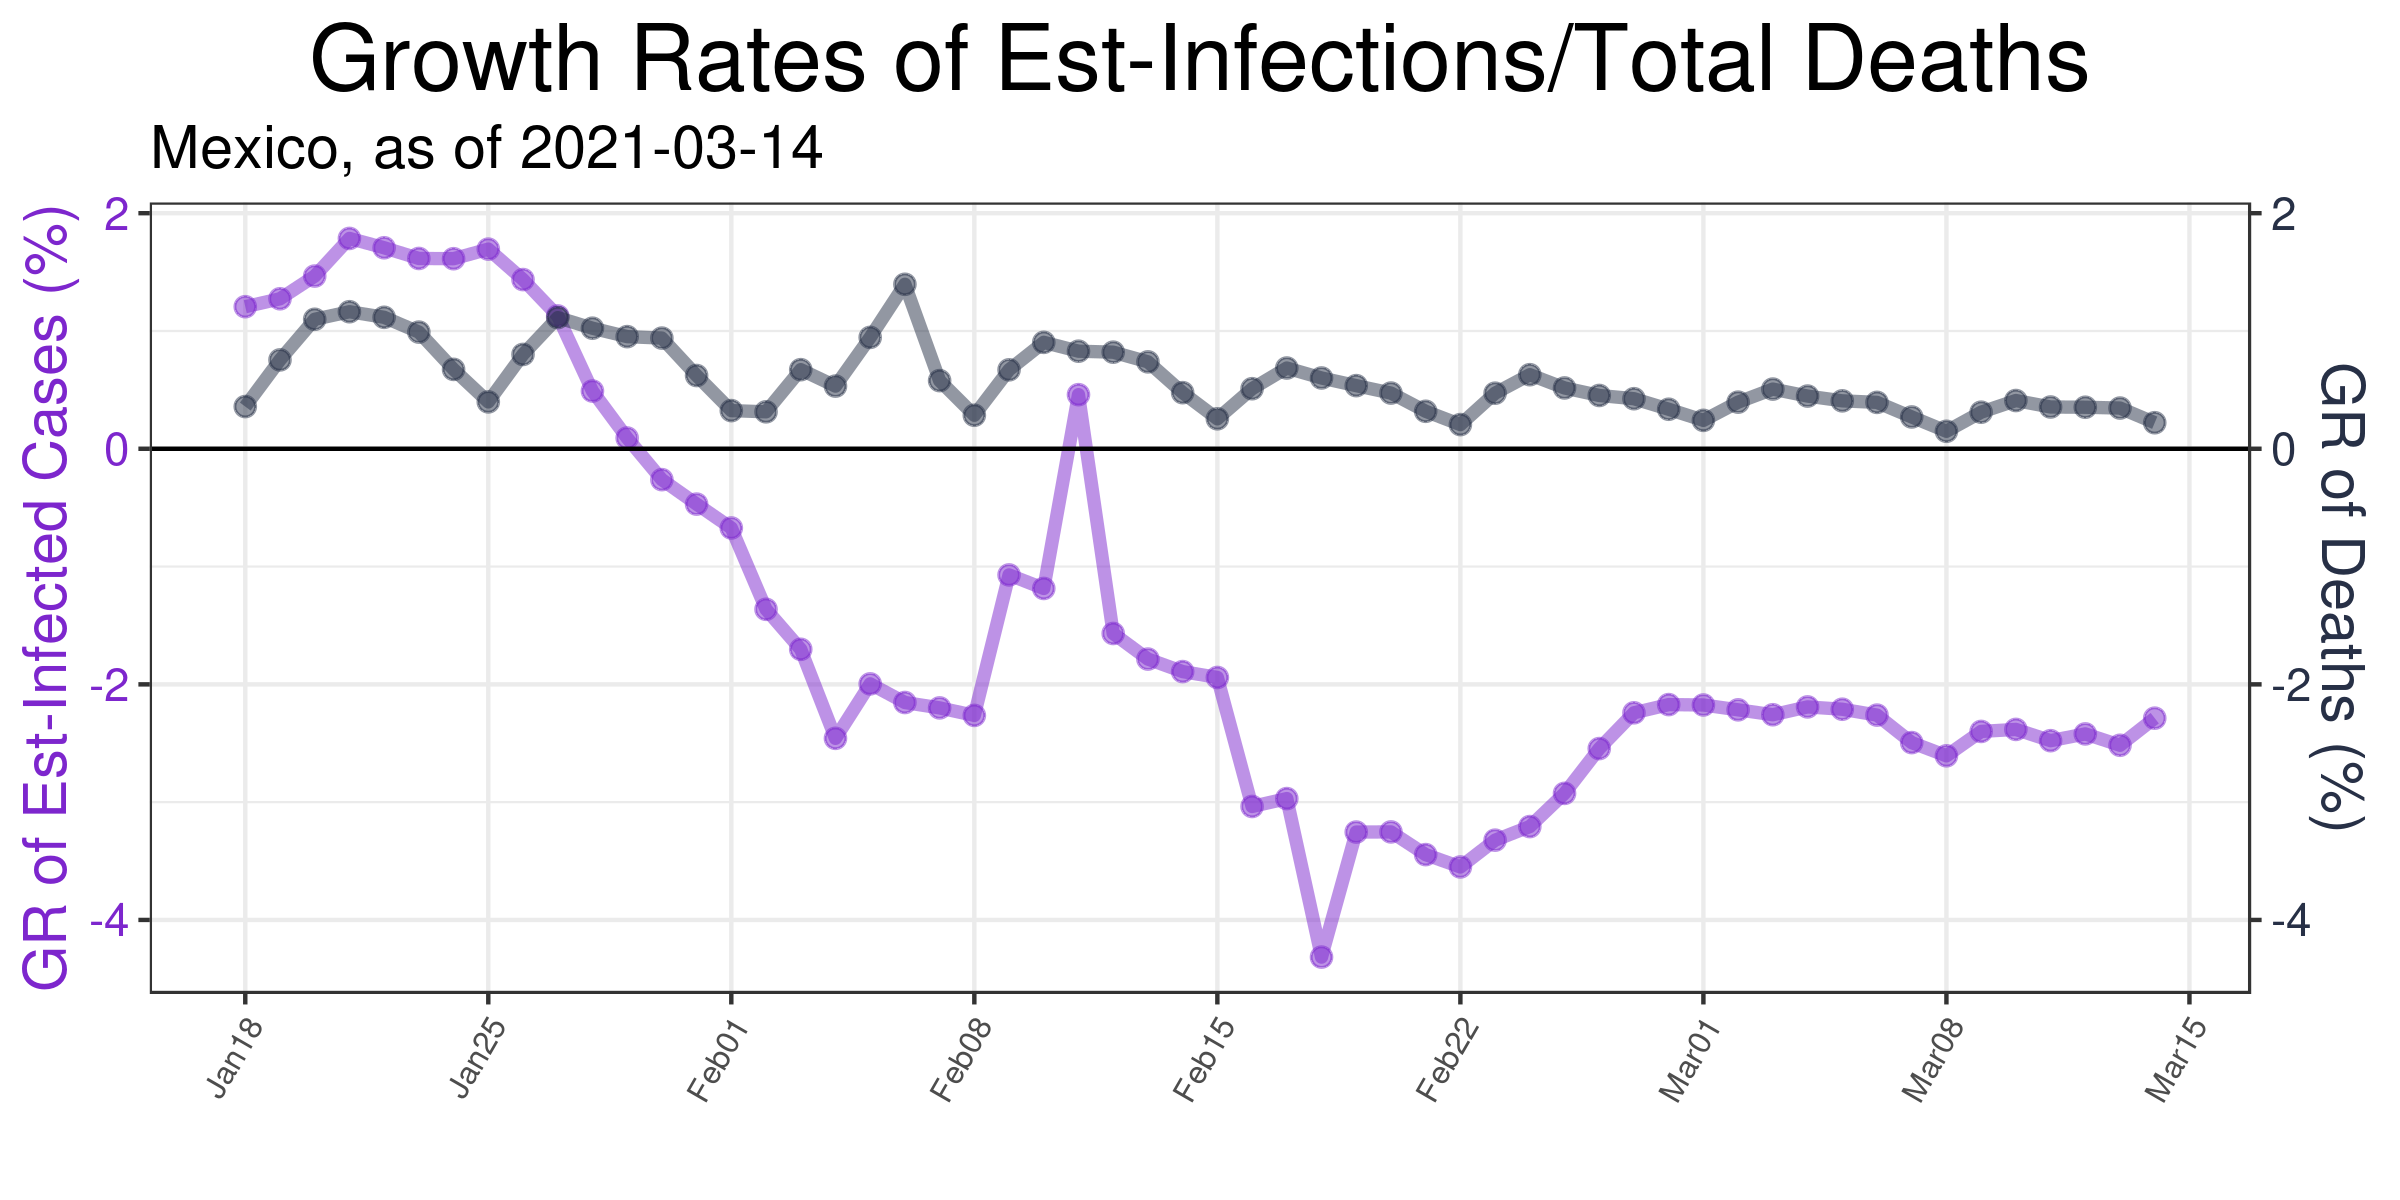 Growth Rates of Est-Infections/Total Deaths
Mexico, as of 2021-03-14
GR of Est-Infected Cases (%)
2
0
-2
-4
2
0
-2
-4
GR of Deaths (%)
Jan18
Jan25
Feb01
Feb08
Feb15
Feb22
Mar01
Mar08
Mar15